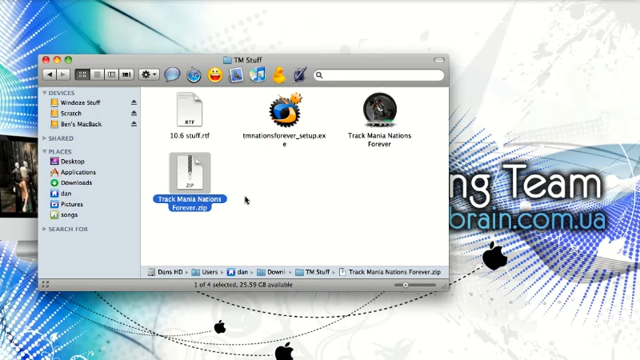 TM Stuff
DEVICES
Windoze Stuff
Scratch
Ben's MacBack
SHARED
PLACES
Desktop
Applications
Downloads
dan
Pictures
songs
SEARCH FOR
RTF
10.6 stuff.rtf
tmnationsforever_setup.ex
e
Track Mania Nations
Forever
ZIP
Track Mania Nations
Forever.zip
Dans HD
Users
dan
Downl
TM Stuff
Track Mania Nations Forever.zip
1 of 4 selected, 25.59 GB available
ng Team
brain.com.ua